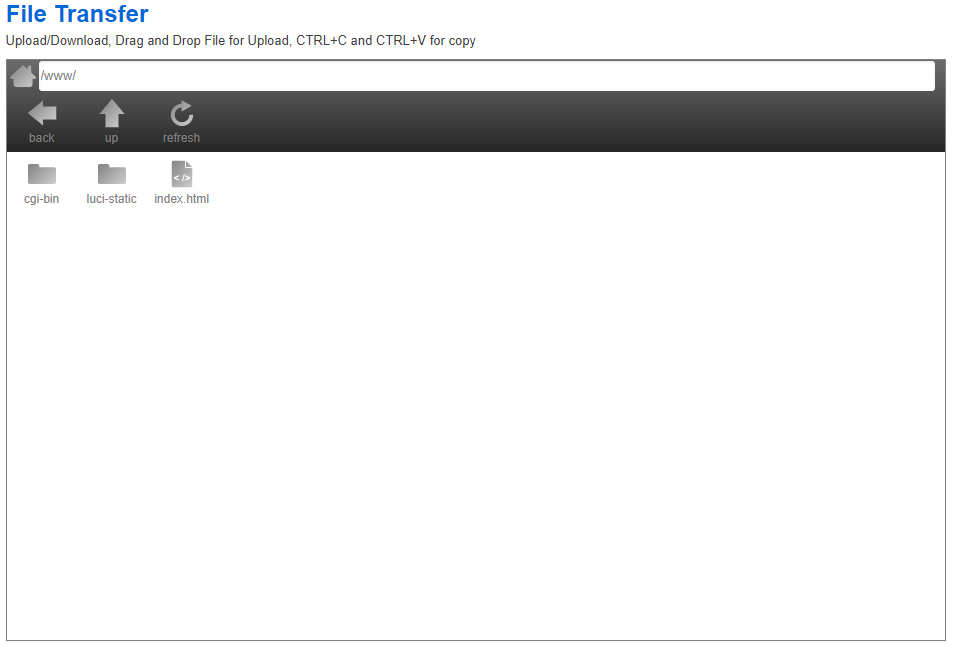 File Transfer
Upload/Download, Drag and Drop File for Upload, CTRL+C and CTRL+V for copy
/www/
back up refresh
cgi-bin luci-static index.html